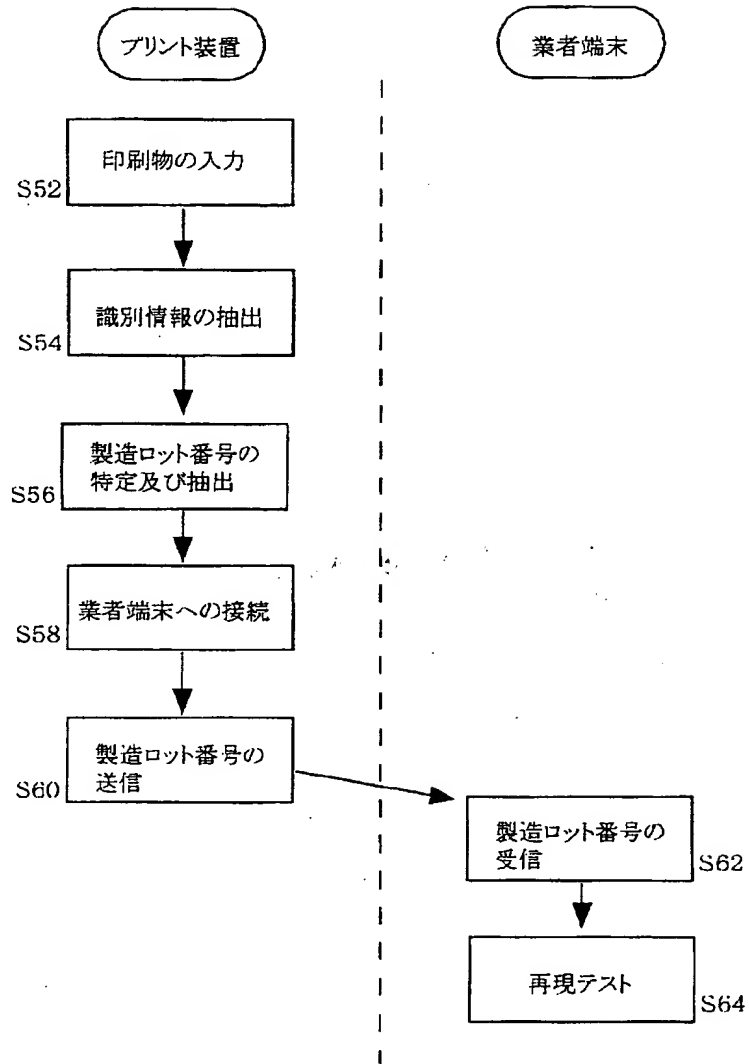 プリント装置
業者端末
印刷物の入力
S52
識別情報の抽出
S54
製造ロット番号の
特定及び抽出
S56
業者端末への接続
S58
製造ロット番号の
送信
S60
製造ロット番号の
受信
S62
再現テスト
S64